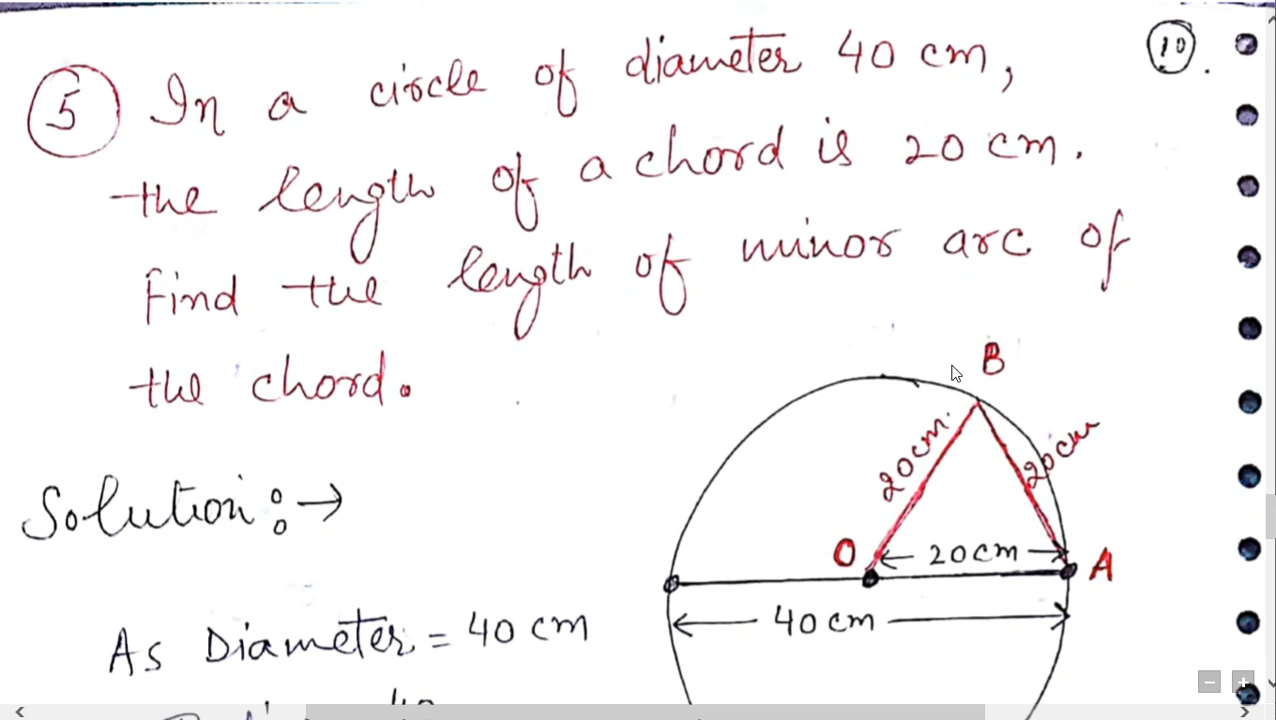 10.
5 In a circle of diameter 40 cm,
the length of a chord is 20 cm.
Find the length of minor arc of
the chord.
B
20cm.
20cm
Solution:→
O
20cm
A
40 cm
As Diameter = 40 cm